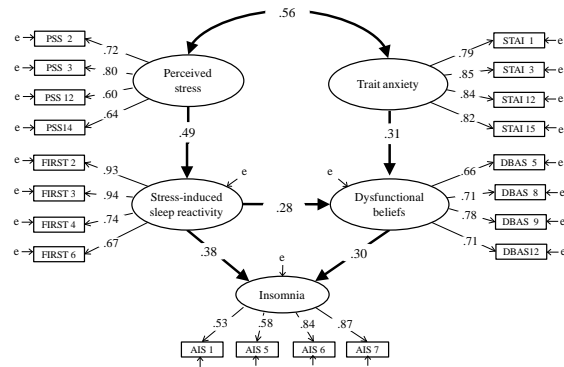 .56
e PSS 2 .72
e PSS 3 .80
e PSS 12 .60
e PSS14 .64
Perceived
stress
Trait anxiety
.79 STAI 1 e
.85 STAI 3 e
.84 STAI 12 e
.82 STAI 15 e
.49
.31
e FIRST 2 .93
e FIRST 3 .94
e FIRST 4 .74
e FIRST 6 .67
e
Stress-induced
sleep reactivity
.28
e
Dysfunctional
beliefs
.66 DBAS 5 e
.71 DBAS 8 e
.78 DBAS 9 e
.71 DBAS12 e
.38
.30
e
Insomnia
.53 .58 .84 .87
AIS 1 AIS 5 AIS 6 AIS 7